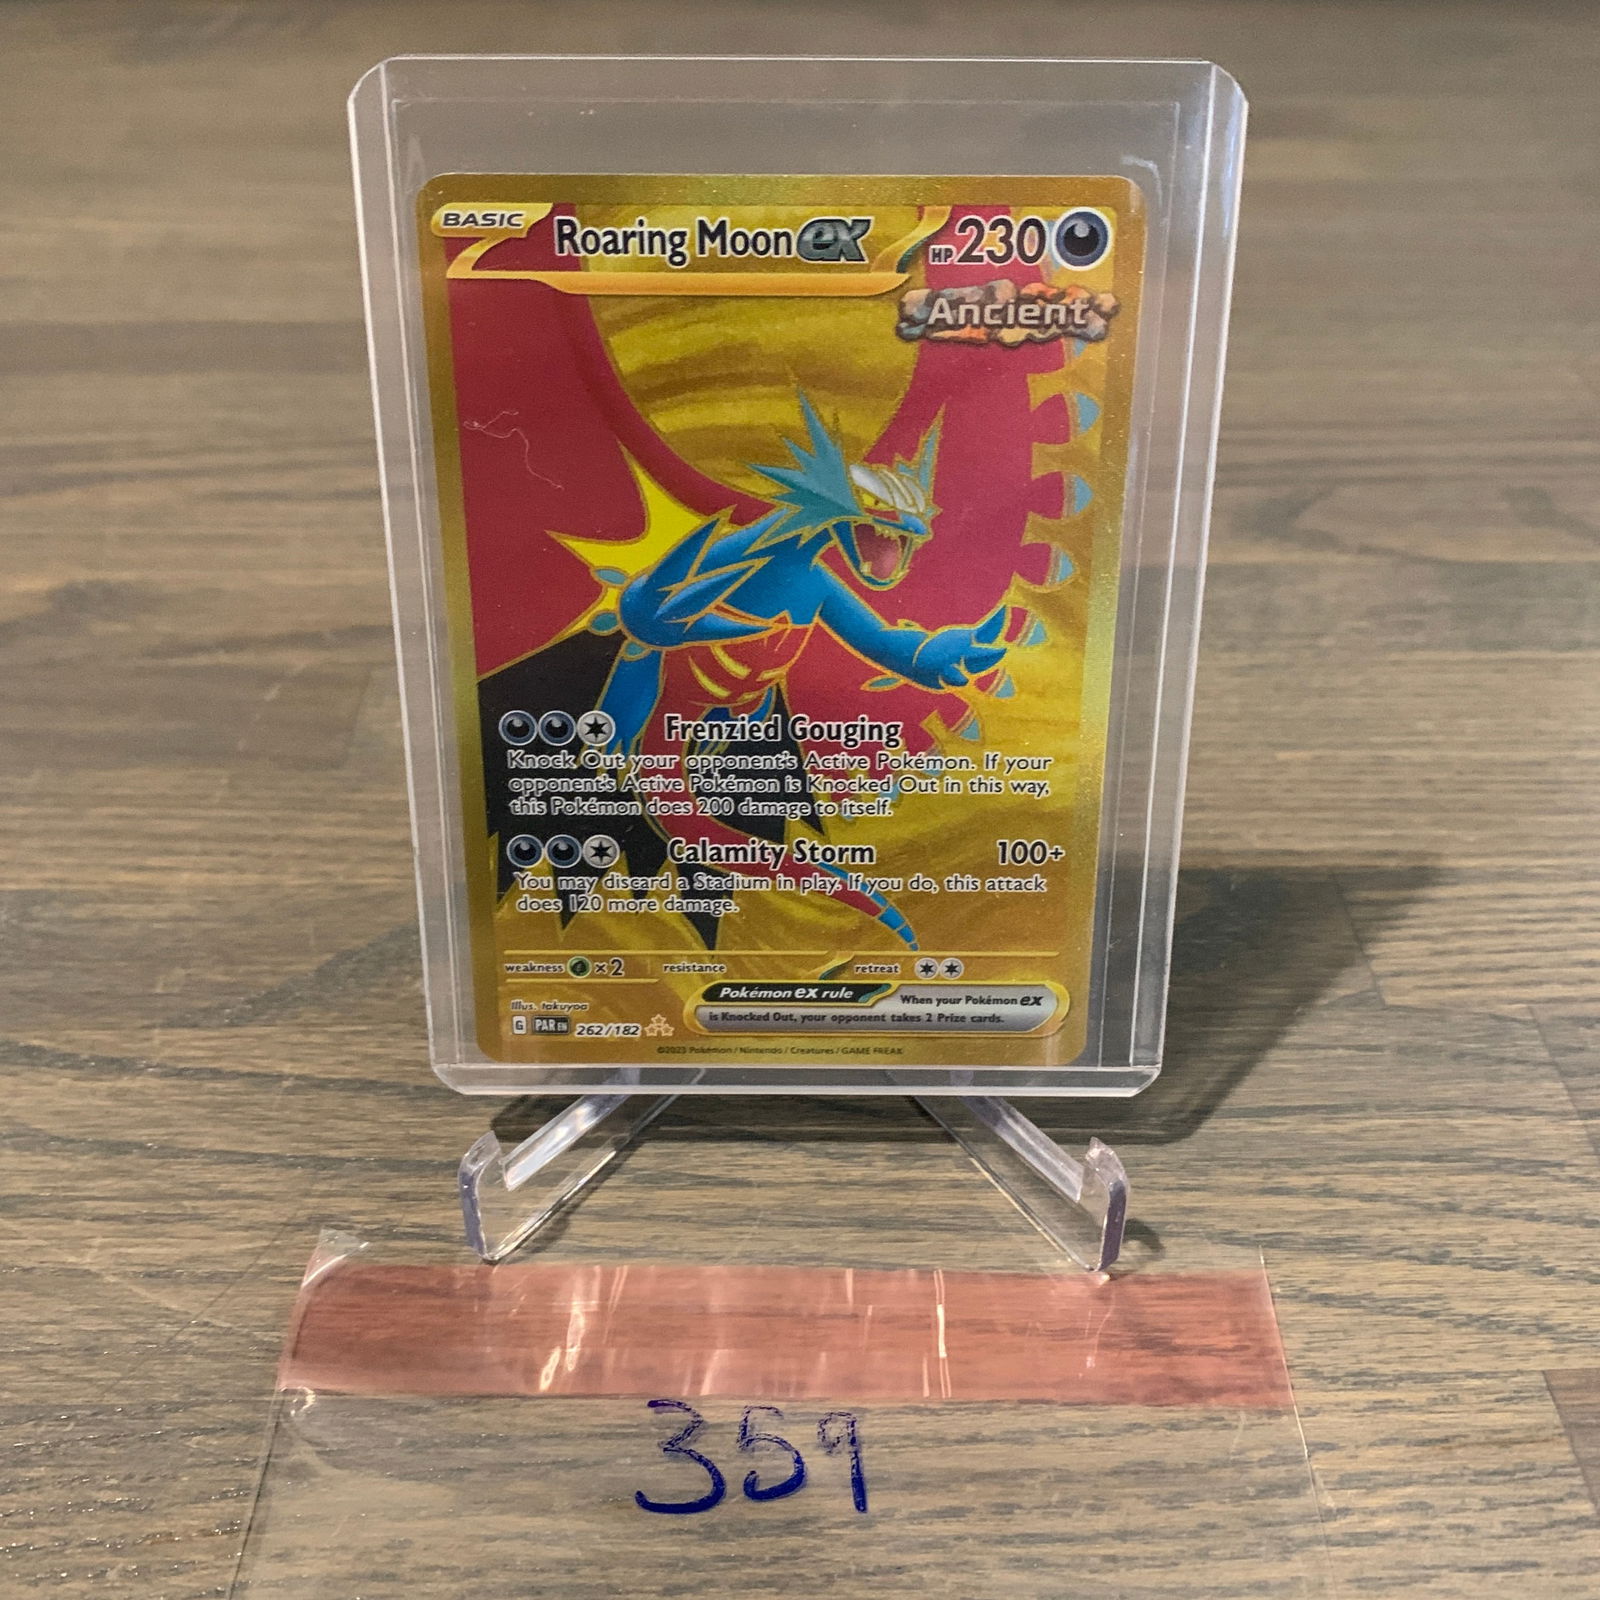 BASIC Roaring Moon ex HP 230
Ancient
Frenzied Gouging
Knock Out your opponent's Active Pokémon. If your
opponent's Active Pokémon is Knocked Out in this way,
this Pokémon does 200 damage to itself.
Calamity Storm 100+
You may discard a Stadium in play. If you do, this attack
does 120 more damage.
weakness ×2 resistance retreat
Pokémon ex rule When your Pokémon ex
is Knocked Out, your opponent takes 2 Prize cards.
Illus. takuyoa
G PAR EN 262/182
©2023 Pokémon / Nintendo / Creatures / GAME FREAK
359